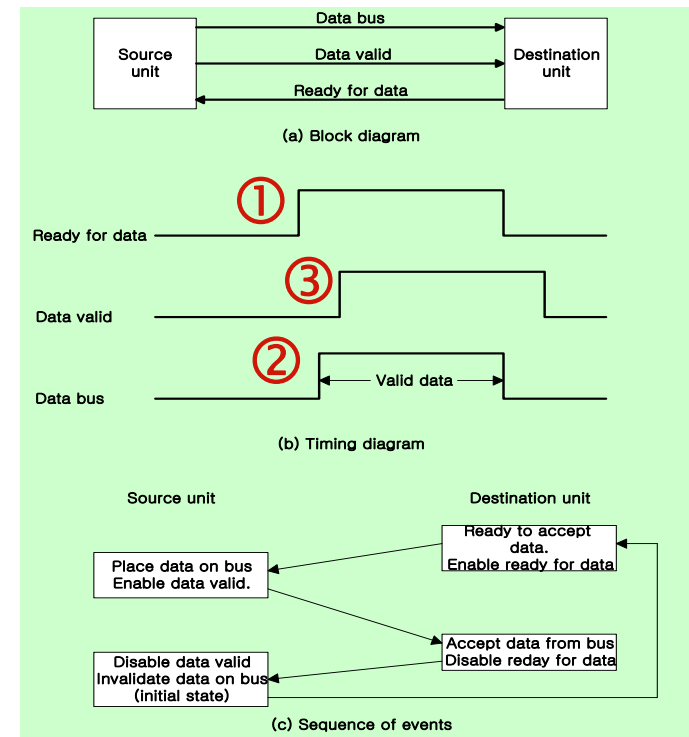 Data bus
Source
unit
Data valid
Destination
unit
Ready for data
(a) Block diagram
①
Ready for data
③
Data valid
②
Valid data
Data bus
(b) Timing diagram
Source unit
Destination unit
Ready to accept
data.
Enable ready for data
Place data on bus
Enable data valid.
Accept data from bus
Disable reday for data
Disable data valid
Invalidate data on bus
(initial state)
(c) Sequence of events